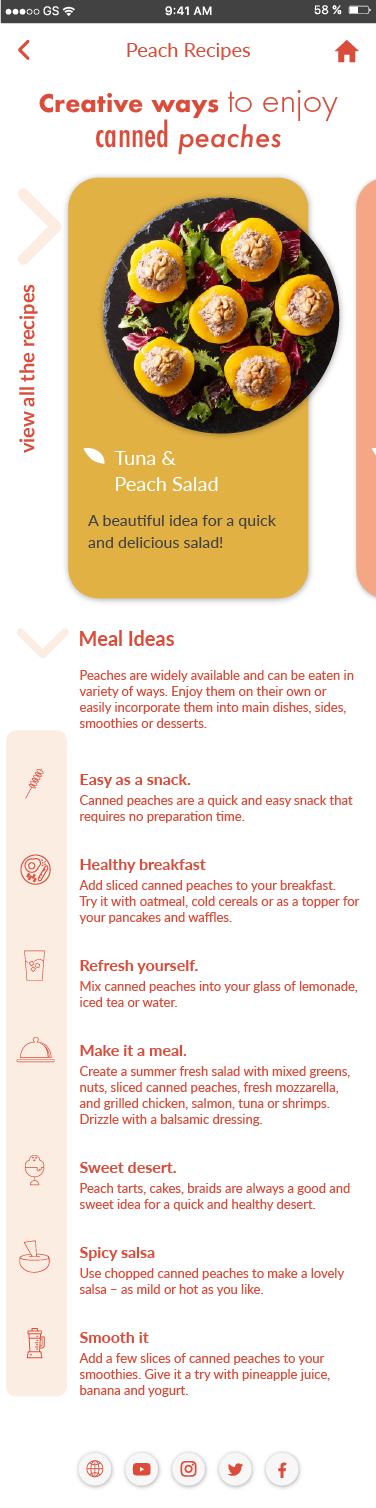 GS 9:41 AM 58 %
Peach Recipes
Creative ways to enjoy
canned peaches
view all the recipes
Tuna &
Peach Salad
A beautiful idea for a quick
and delicious salad!
Meal Ideas
Peaches are widely available and can be eaten in
variety of ways. Enjoy them on their own or
easily incorporate them into main dishes, sides,
smoothies or desserts.
Easy as a snack.
Canned peaches are a quick and easy snack that
requires no preparation time.
Healthy breakfast
Add sliced canned peaches to your breakfast.
Try it with oatmeal, cold cereals or as a topper for
your pancakes and waffles.
Refresh yourself.
Mix canned peaches into your glass of lemonade,
iced tea or water.
Make it a meal.
Create a summer fresh salad with mixed greens,
nuts, sliced canned peaches, fresh mozzarella,
and grilled chicken, salmon, tuna or shrimps.
Drizzle with a balsamic dressing.
Sweet desert.
Peach tarts, cakes, braids are always a good and
sweet idea for a quick and healthy desert.
Spicy salsa
Use chopped canned peaches to make a lovely
salsa – as mild or hot as you like.
Smooth it
Add a few slices of canned peaches to your
smoothies. Give it a try with pineapple juice,
banana and yogurt.